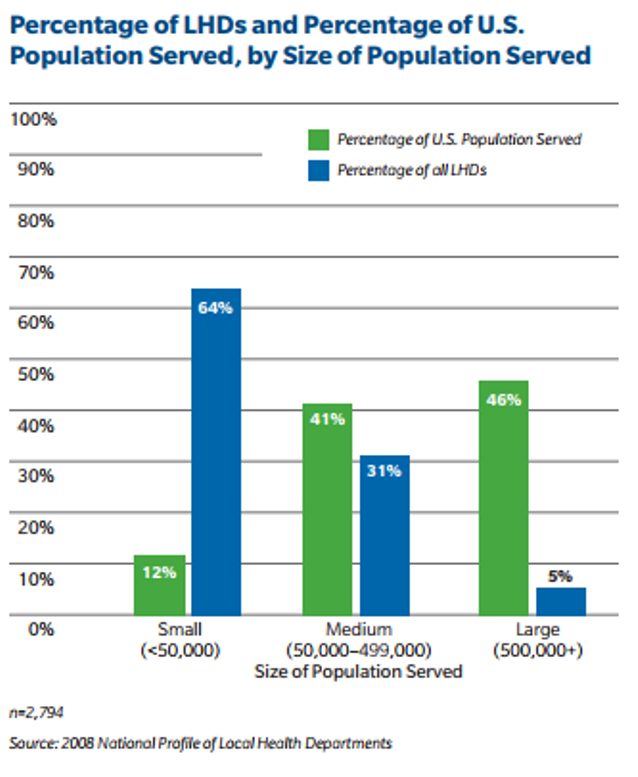 Percentage of LHDs and Percentage of U.S.
Population Served, by Size of Population Served
100%
Percentage of U.S. Population Served
90%
Percentage of all LHDs
80%
70%
60%
50%
40%
30%
20%
10%
0%
12%
64%
41%
31%
46%
5%
Small
(<50,000)
Medium
(50,000–499,000)
Large
(500,000+)
Size of Population Served
n=2,794
Source: 2008 National Profile of Local Health Departments